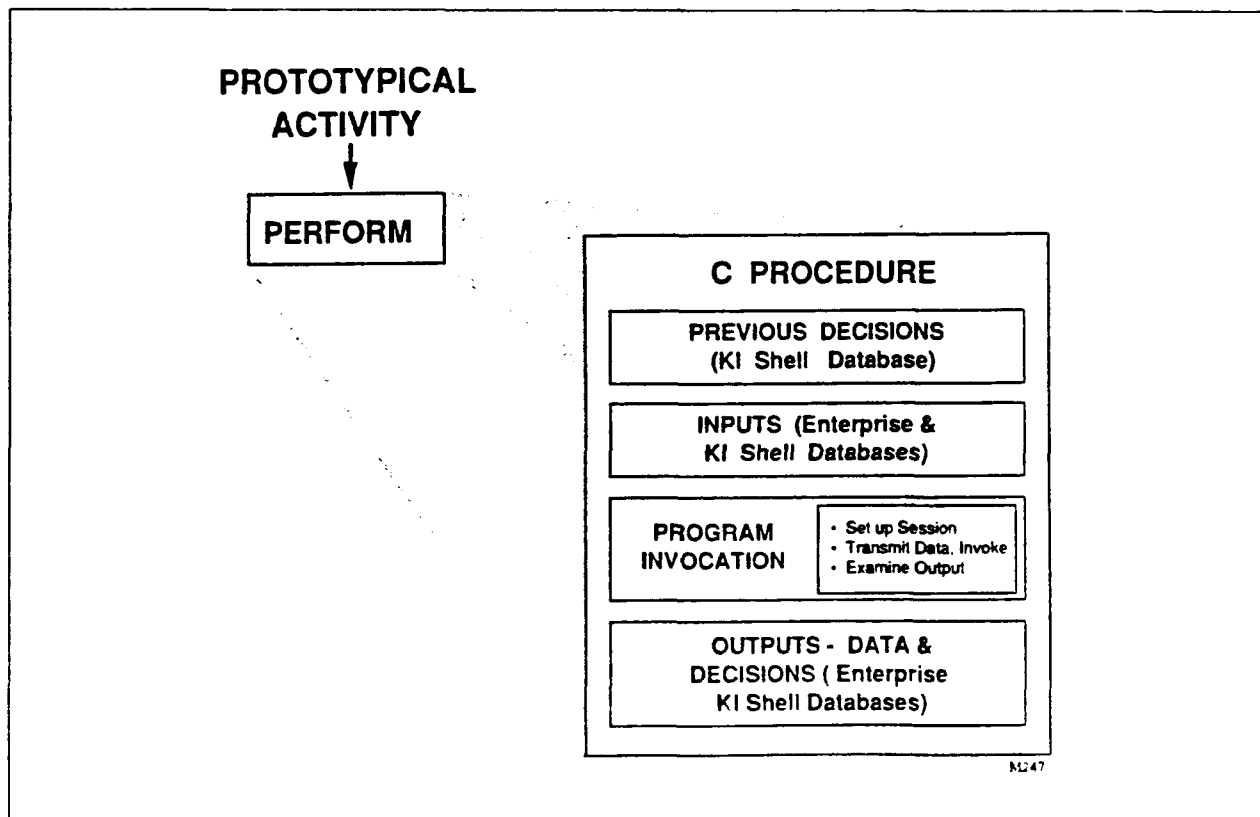 PROTOTYPICAL
ACTIVITY
PERFORM
C PROCEDURE
PREVIOUS DECISIONS
(KI Shell Database)
INPUTS (Enterprise &
KI Shell Databases)
PROGRAM
INVOCATION
• Set up Session
• Transmit Data, Invoke
• Examine Output
OUTPUTS - DATA &
DECISIONS ( Enterprise
KI Shell Databases)
M247